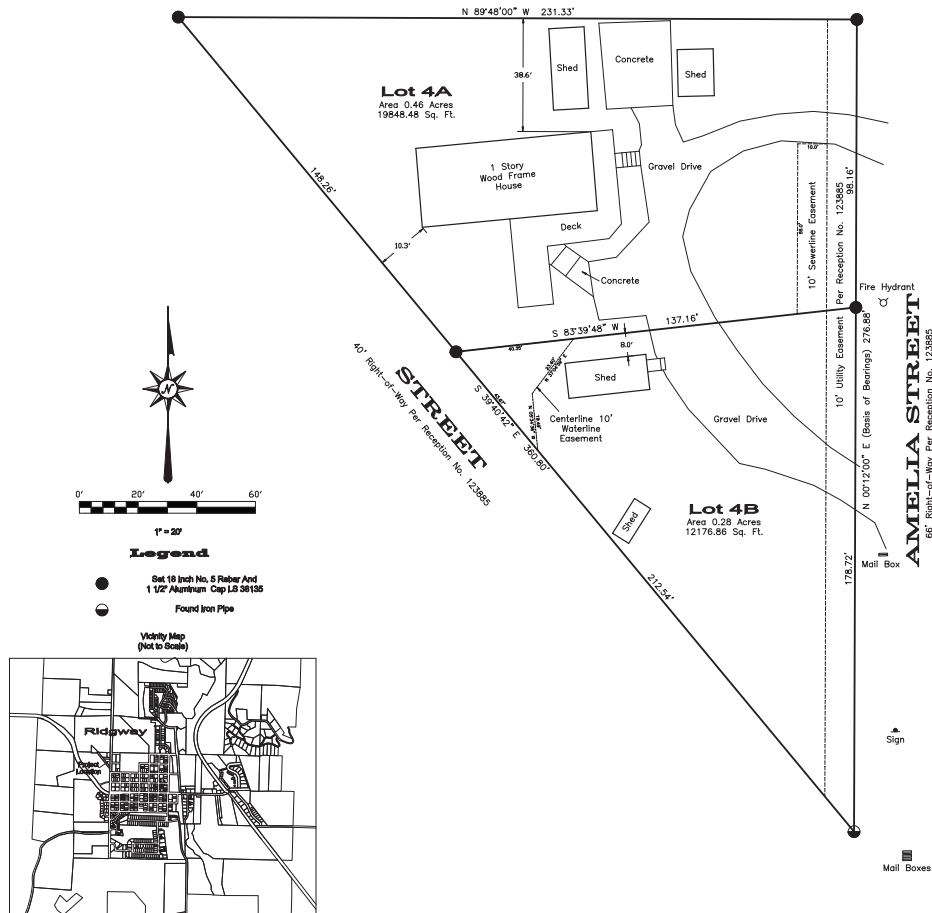 N 89°48'00" W 231.33'
Lot 4A
Area 0.46 Acres
19848.48 Sq. Ft.
38.6'
Shed
Concrete
Shed
1 Story
Wood Frame
House
Gravel Drive
10.0'
98.16'
10' Sewerline Easement
10' Utility Easement Per Reception No. 123885
148.26'
10.3'
Deck
Concrete
Fire Hydrant
S 83°39'48" W 137.16'
8.0'
40.35'
Shed
Centerline 10'
Waterline
Easement
Gravel Drive
N 00°12'00" E (Basis of Bearings) 276.88'
AMELIA STREET
66' Right-of-Way Per Reception No. 123885
STREET
40' Right-of-Way Per Reception No. 123885
S 39°40'42" E 360.80'
N
0' 20' 40' 60'
1" = 20'
Shed
Lot 4B
Area 0.28 Acres
12176.86 Sq. Ft.
Mail Box
178.72'
212.54'
Legend
Set 18 Inch No. 5 Rebar And
1 1/2" Aluminum Cap LS 38135
Found Iron Pipe
Vicinity Map
(Not to Scale)
Ridgway
Project
Location
Sign
Mail Boxes